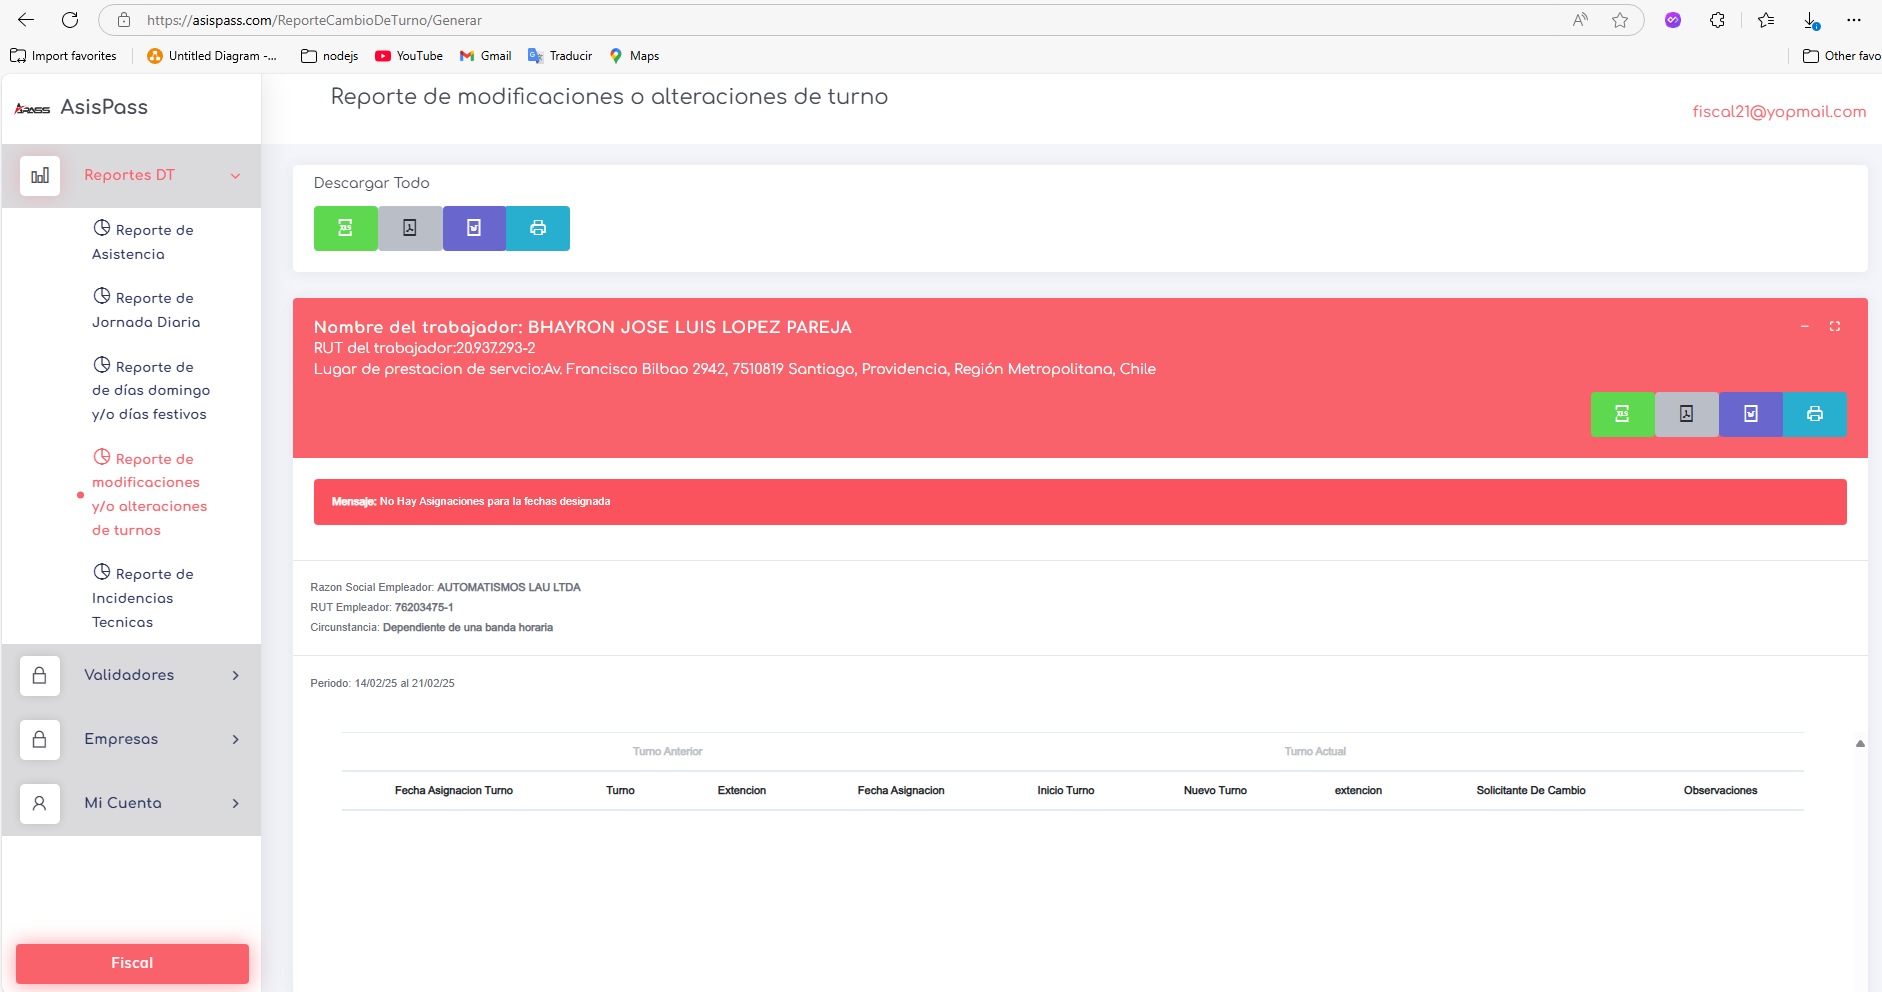 https://asispass.com/ReporteCambioDeTurno/Generar
Import favorites
Untitled Diagram -...
nodejs
YouTube
Gmail
Traducir
Maps
Other favo
AsisPass
Reporte de modificaciones o alteraciones de turno
fiscal21@yopmail.com
Reportes DT
Reporte de
Asistencia
Reporte de
Jornada Diaria
Reporte de
de días domingo
y/o días festivos
Reporte de
modificaciones
y/o alteraciones
de turnos
Reporte de
Incidencias
Tecnicas
Validadores
Empresas
Mi Cuenta
Fiscal
Descargar Todo
XLS
Nombre del trabajador: BHAYRON JOSE LUIS LOPEZ PAREJA
RUT del trabajador:20.937.293-2
Lugar de prestacion de servcio:Av. Francisco Bilbao 2942, 7510819 Santiago, Providencia, Región Metropolitana, Chile
XLS
Mensaje: No Hay Asignaciones para la fechas designada
Razon Social Empleador: AUTOMATISMOS LAU LTDA
RUT Empleador: 76203475-1
Circunstancia: Dependiente de una banda horaria
Periodo: 14/02/25 al 21/02/25
Turno Anterior Turno Actual
Fecha Asignacion Turno Turno Extencion Fecha Asignacion Inicio Turno Nuevo Turno extencion Solicitante De Cambio Observaciones